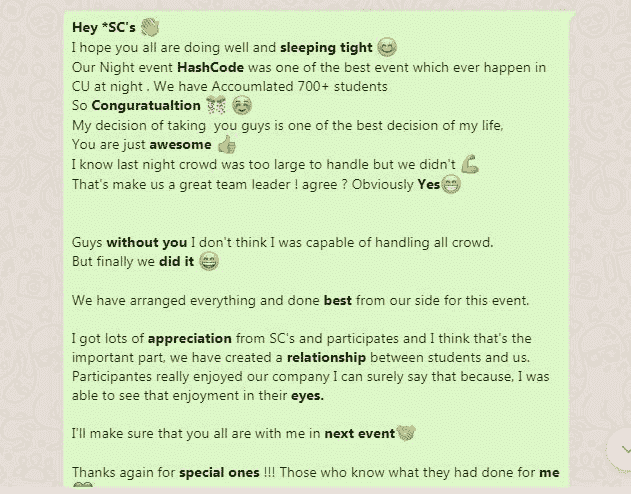 Hey *SC's 👋
I hope you all are doing well and sleeping tight 😊
Our Night event HashCode was one of the best event which ever happen in
CU at night . We have Accoumlated 700+ students
So Conguratualtion 🎊 ☺️
My decision of taking  you guys is one of the best decision of my life,
You are just awesome 👍
I know last night crowd was too large to handle but we didn't 💪
That's make us a great team leader ! agree ? Obviously Yes😁
Guys without you I don't think I was capable of handling all crowd.
But finally we did it 😄
We have arranged everything and done best from our side for this event.
I got lots of appreciation from SC's and participates and I think that's the
important part, we have created a relationship between students and us.
Participantes really enjoyed our company I can surely say that because, I was
able to see that enjoyment in their eyes.
I'll make sure that you all are with me in next event🤝
Thanks again for special ones !!! Those who know what they had done for me